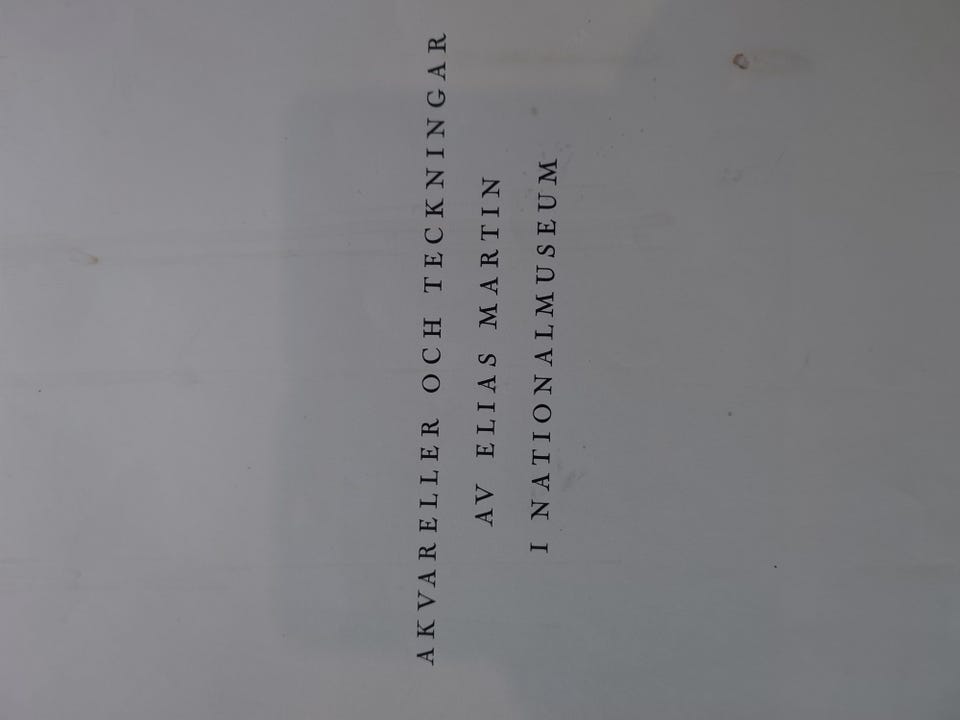 AKVARELLER OCH TECKNINGAR
AV ELIAS MARTIN
I NATIONALMUSEUM